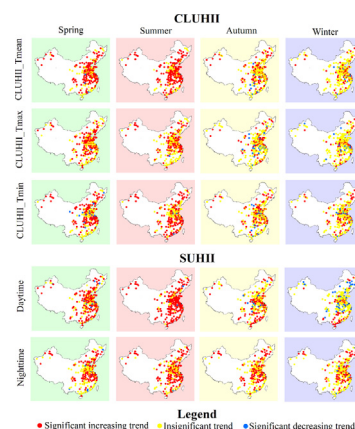 CLUHII
Spring Summer Autumn Winter
CLUHII_Tmean
CLUHII_Tmax
CLUHII_Tmin
SUHII
Daytime
Nighttime
Legend
Significant increasing trend Insignificant trend Significant decreasing trend